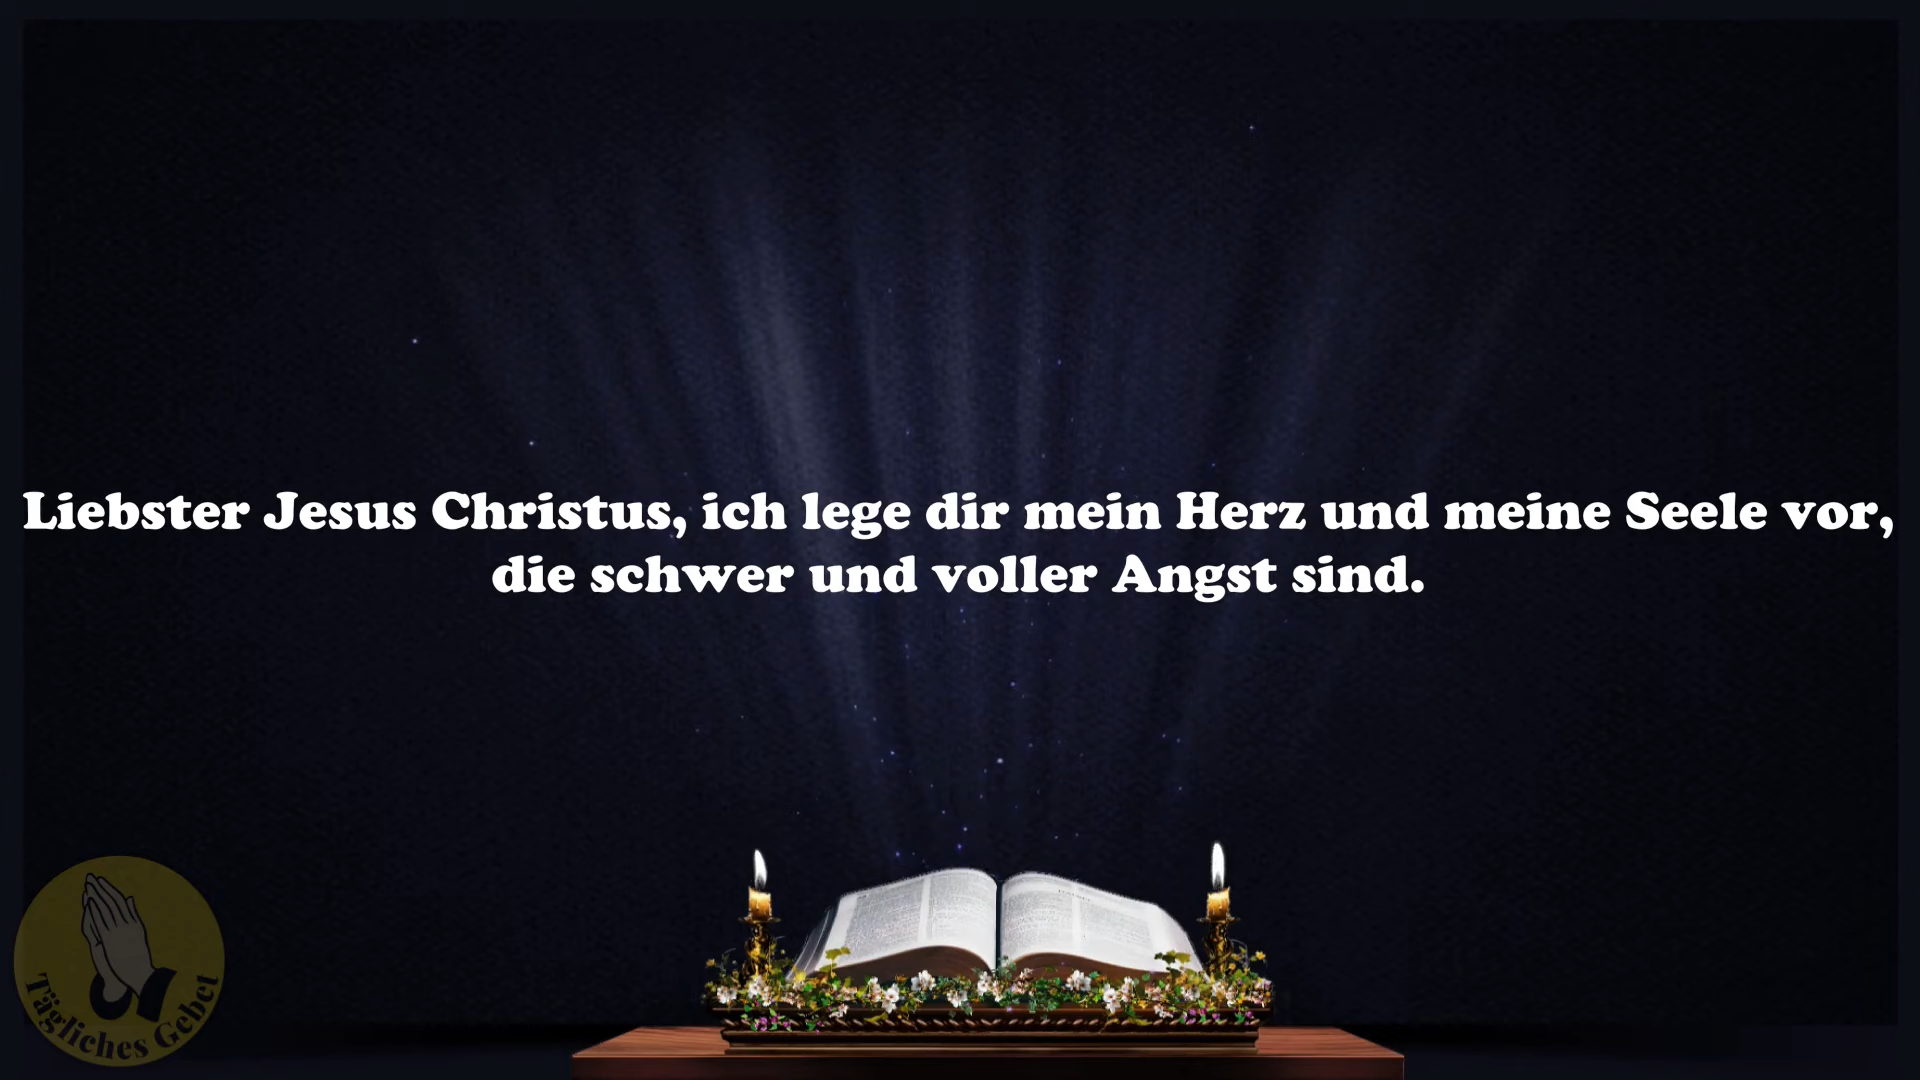 Liebster Jesus Christus, ich lege dir mein Herz und meine Seele vor,
die schwer und voller Angst sind.
Tägliches Gebet